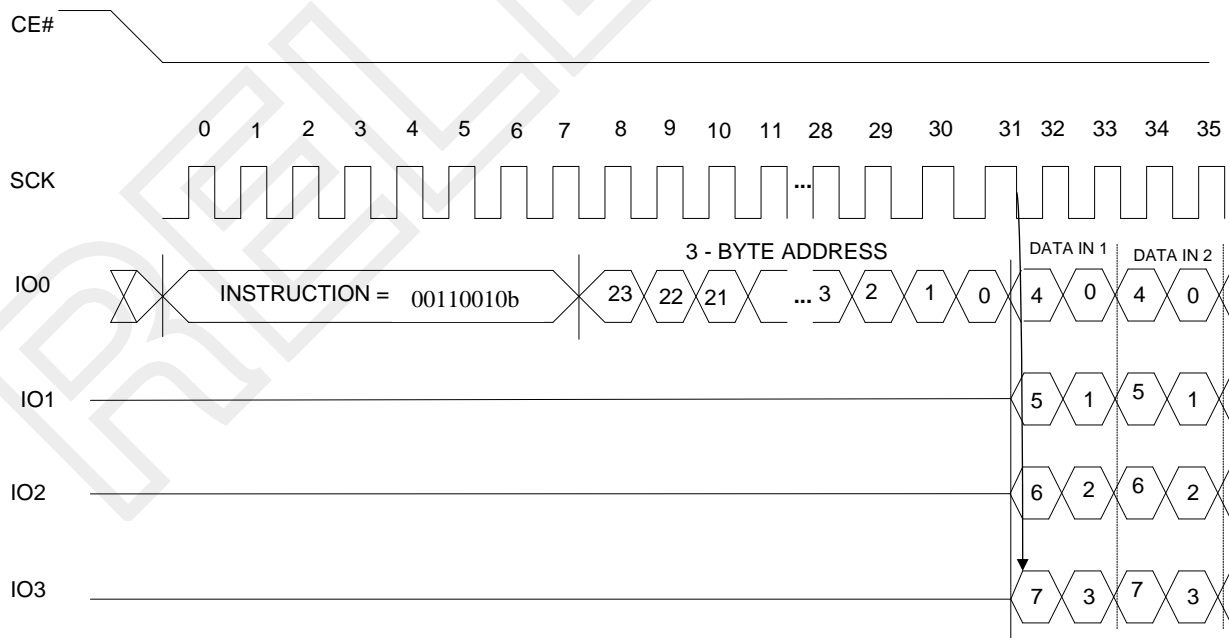 CE#
0 1 2 3 4 5 6 7 8 9 10 11 28 29 30 31 32 33 34 35
SCK ...
3 - BYTE ADDRESS DATA IN 1 DATA IN 2
IO0 INSTRUCTION = 00110010b 23 22 21 ... 3 2 1 0 4 0 4 0
IO1 5 1 5 1
IO2 6 2 6 2
IO3 7 3 7 3